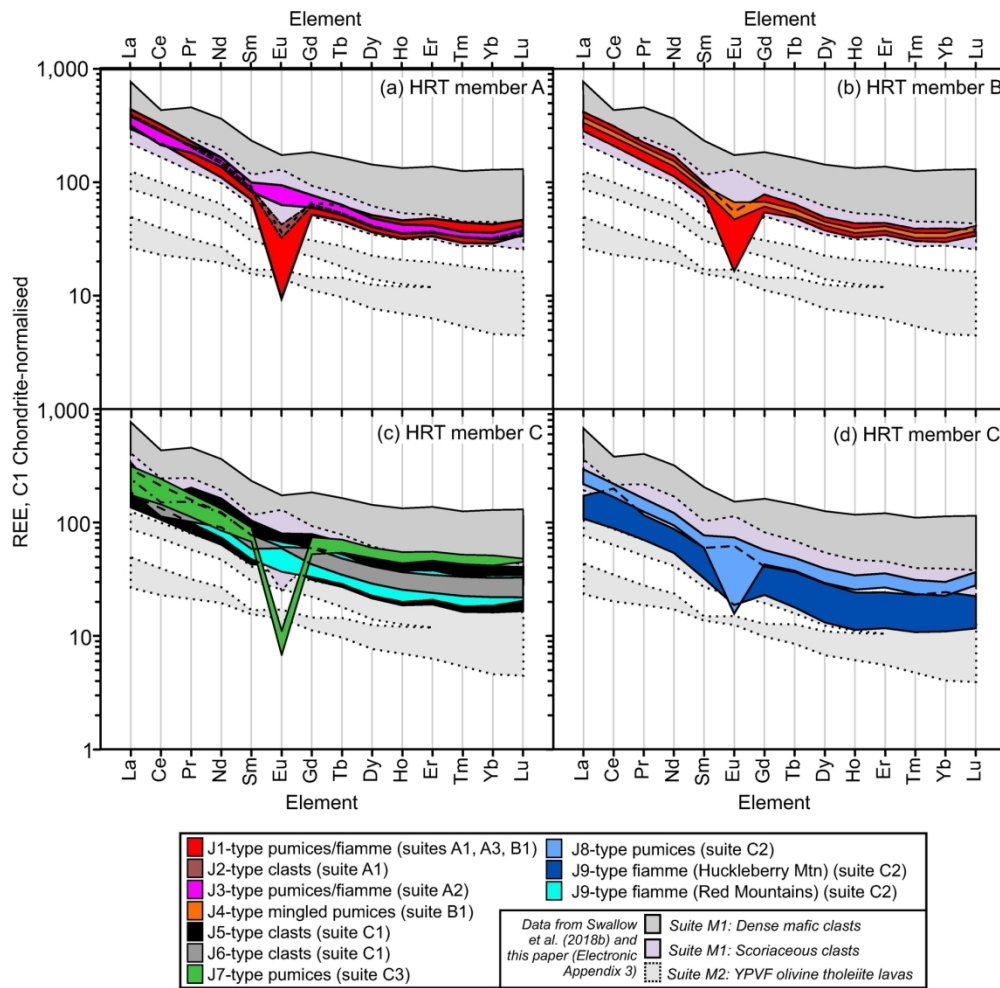 Element
La Ce Pr Nd Sm Eu Gd Tb Dy Ho Er Tm Yb Lu
Element
La Ce Pr Nd Sm Eu Gd Tb Dy Ho Er Tm Yb Lu
REE, C1 Chondrite-normalised
1,000
100
10
1,000
100
10
1
(a) HRT member A
(b) HRT member B
(c) HRT member C
(d) HRT member C
La Ce Pr Nd Sm Eu Gd Tb Dy Ho Er Tm Yb Lu
Element
La Ce Pr Nd Sm Eu Gd Tb Dy Ho Er Tm Yb Lu
Element
J1-type pumices/fiamme (suites A1, A3, B1)
J2-type clasts (suite A1)
J3-type pumices/fiamme (suite A2)
J4-type mingled pumices (suite B1)
J5-type clasts (suite C1)
J6-type clasts (suite C1)
J7-type pumices (suite C3)
J8-type pumices (suite C2)
J9-type fiamme (Huckleberry Mtn) (suite C2)
J9-type fiamme (Red Mountains) (suite C2)
Data from Swallow
et al. (2018b) and
this paper (Electronic
Appendix 3)
Suite M1: Dense mafic clasts
Suite M1: Scoriaceous clasts
Suite M2: YPVF olivine tholeiite lavas